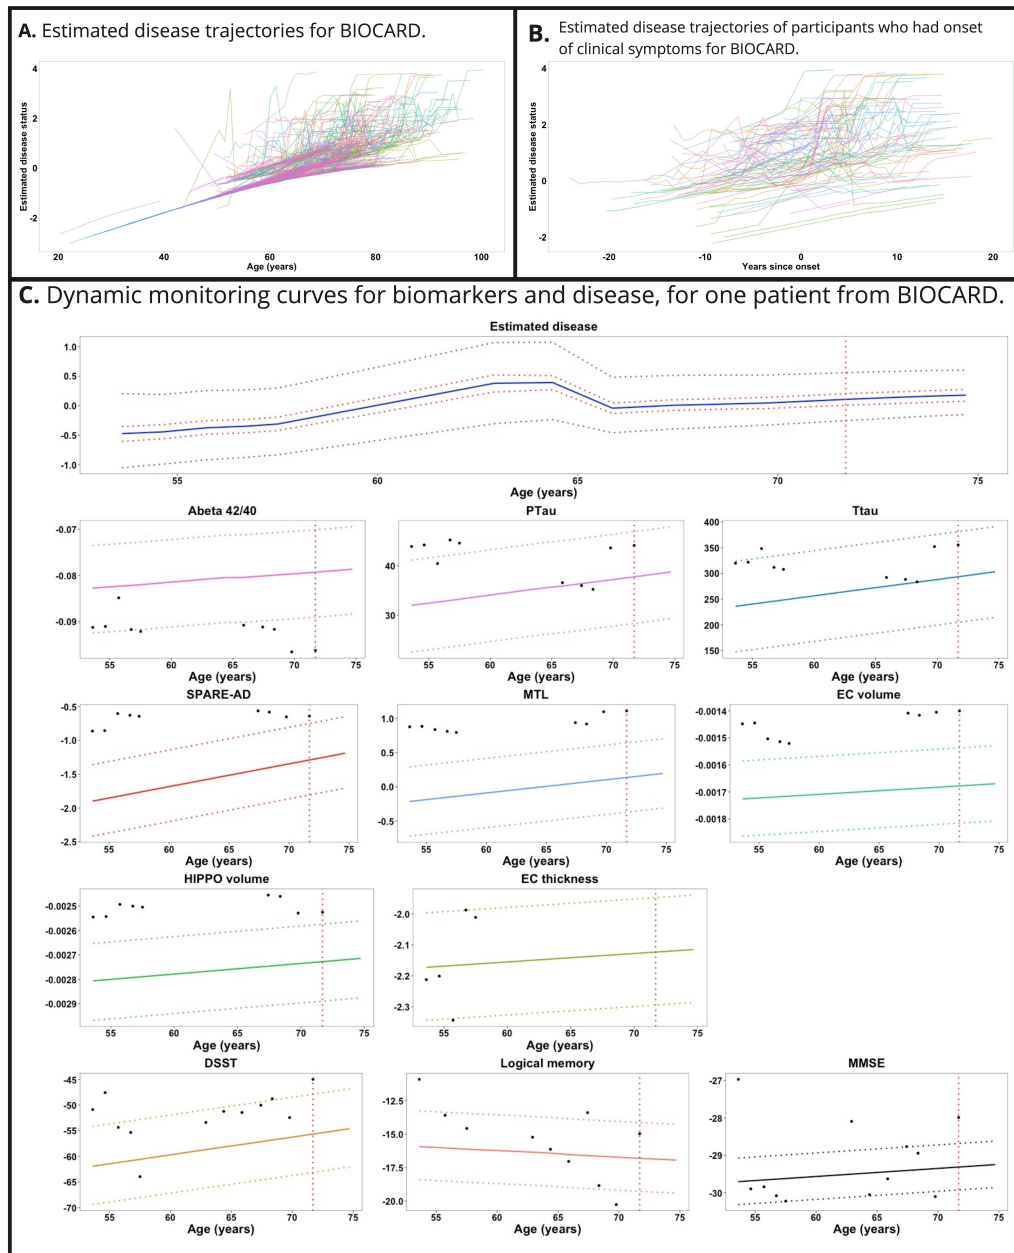 A. Estimated disease trajectories for BIOCARD.
4
2
0
-2
Estimated disease status
20 40 60 80 100
Age (years)
B. Estimated disease trajectories of participants who had onset
of clinical symptoms for BIOCARD.
4
2
0
-2
Estimated disease status
-20 -10 0 10 20
Years since onset
C. Dynamic monitoring curves for biomarkers and disease, for one patient from BIOCARD.
Estimated disease
1.0
0.5
0.0
-0.5
-1.0
55 60 65 70 75
Age (years)
Abeta 42/40
-0.07
-0.08
-0.09
55 60 65 70 75
Age (years)
PTau
40
30
55 60 65 70 75
Age (years)
Ttau
400
350
300
250
200
150
55 60 65 70 75
Age (years)
SPARE-AD
-0.5
-1.0
-1.5
-2.0
-2.5
55 60 65 70 75
Age (years)
MTL
1.0
0.5
0.0
-0.5
55 60 65 70 75
Age (years)
EC volume
-0.0014
-0.0015
-0.0016
-0.0017
-0.0018
55 60 65 70 75
Age (years)
HIPPO volume
-0.0025
-0.0026
-0.0027
-0.0028
-0.0029
55 60 65 70 75
Age (years)
EC thickness
-2.0
-2.1
-2.2
-2.3
55 60 65 70 75
Age (years)
DSST
-45
-50
-55
-60
-65
-70
55 60 65 70 75
Age (years)
Logical memory
-12.5
-15.0
-17.5
-20.0
55 60 65 70 75
Age (years)
MMSE
-27
-28
-29
-30
55 60 65 70 75
Age (years)